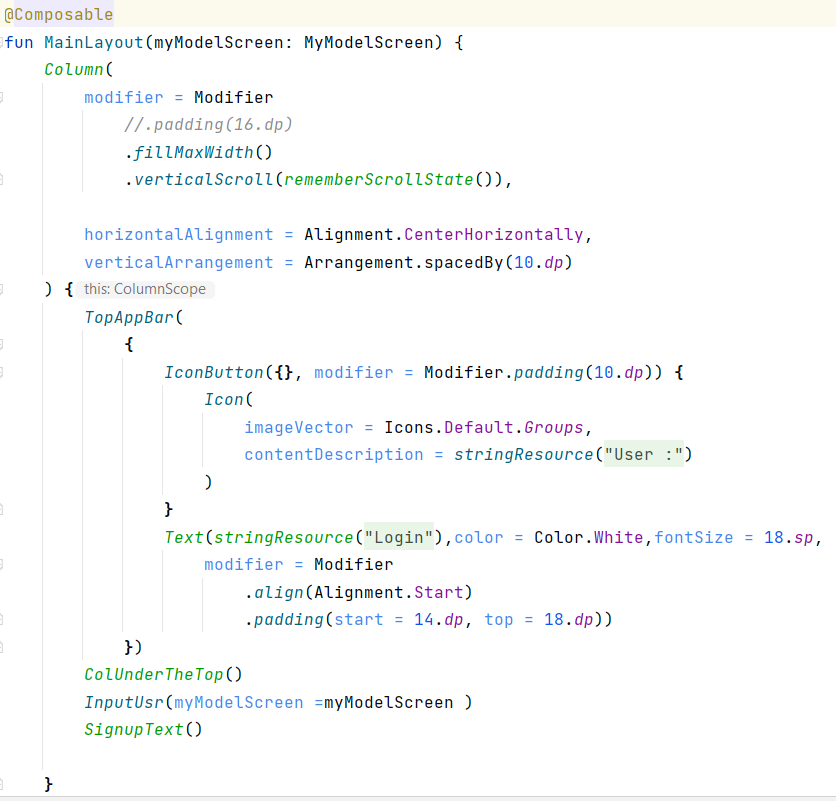 @Composable
fun MainLayout(myModelScreen: MyModelScreen) {
    Column(
        modifier = Modifier
            //.padding(16.dp)
            .fillMaxWidth()
            .verticalScroll(rememberScrollState()),
        horizontalAlignment = Alignment.CenterHorizontally,
        verticalArrangement = Arrangement.spacedBy(10.dp)
    ) { this: ColumnScope
        TopAppBar(
            {
                IconButton({}, modifier = Modifier.padding(10.dp)) {
                    Icon(
                        imageVector = Icons.Default.Groups,
                        contentDescription = stringResource("User :")
                    )
                }
                Text(stringResource("Login"),color = Color.White,fontSize = 18.sp,
                    modifier = Modifier
                        .align(Alignment.Start)
                        .padding(start = 14.dp, top = 18.dp))
            })
        ColUnderTheTop()
        InputUsr(myModelScreen =myModelScreen )
        SignupText()
    }